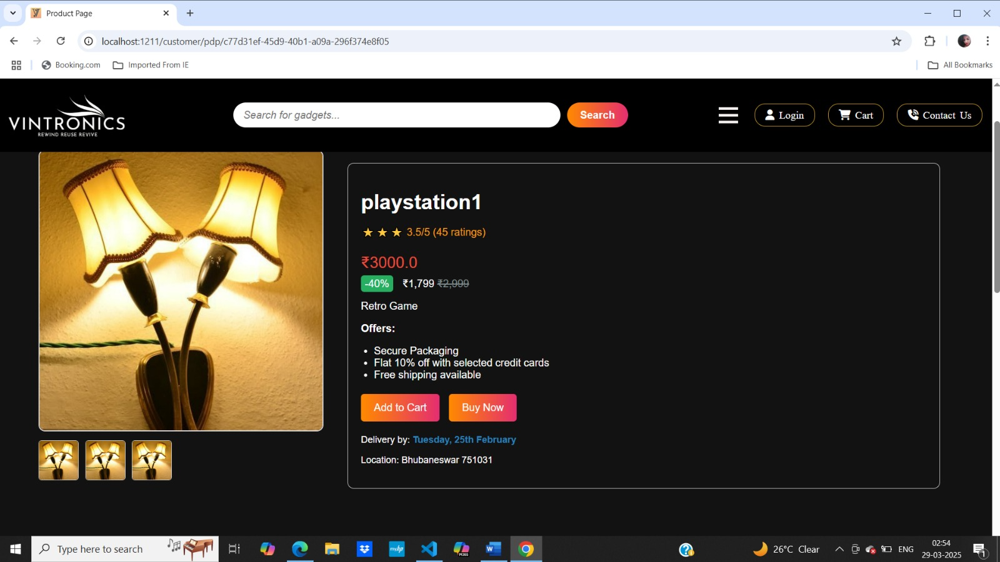 Product Page
localhost:1211/customer/pdp/c77d31ef-45d9-40b1-a09a-296f374e8f05
Booking.com
Imported From IE
All Bookmarks
VINTRONICS
REWIND REUSE REVIVE
Search for gadgets...
Search
Login
Cart
Contact Us
playstation1
3.5/5 (45 ratings)
₹3000.0
-40% ₹1,799 ₹2,999
Retro Game
Offers:
• Secure Packaging
• Flat 10% off with selected credit cards
• Free shipping available
Add to Cart
Buy Now
Delivery by: Tuesday, 25th February
Location: Bhubaneswar 751031
Type here to search
myhp
M365
W
26°C Clear
ENG
02:54
29-03-2025
1